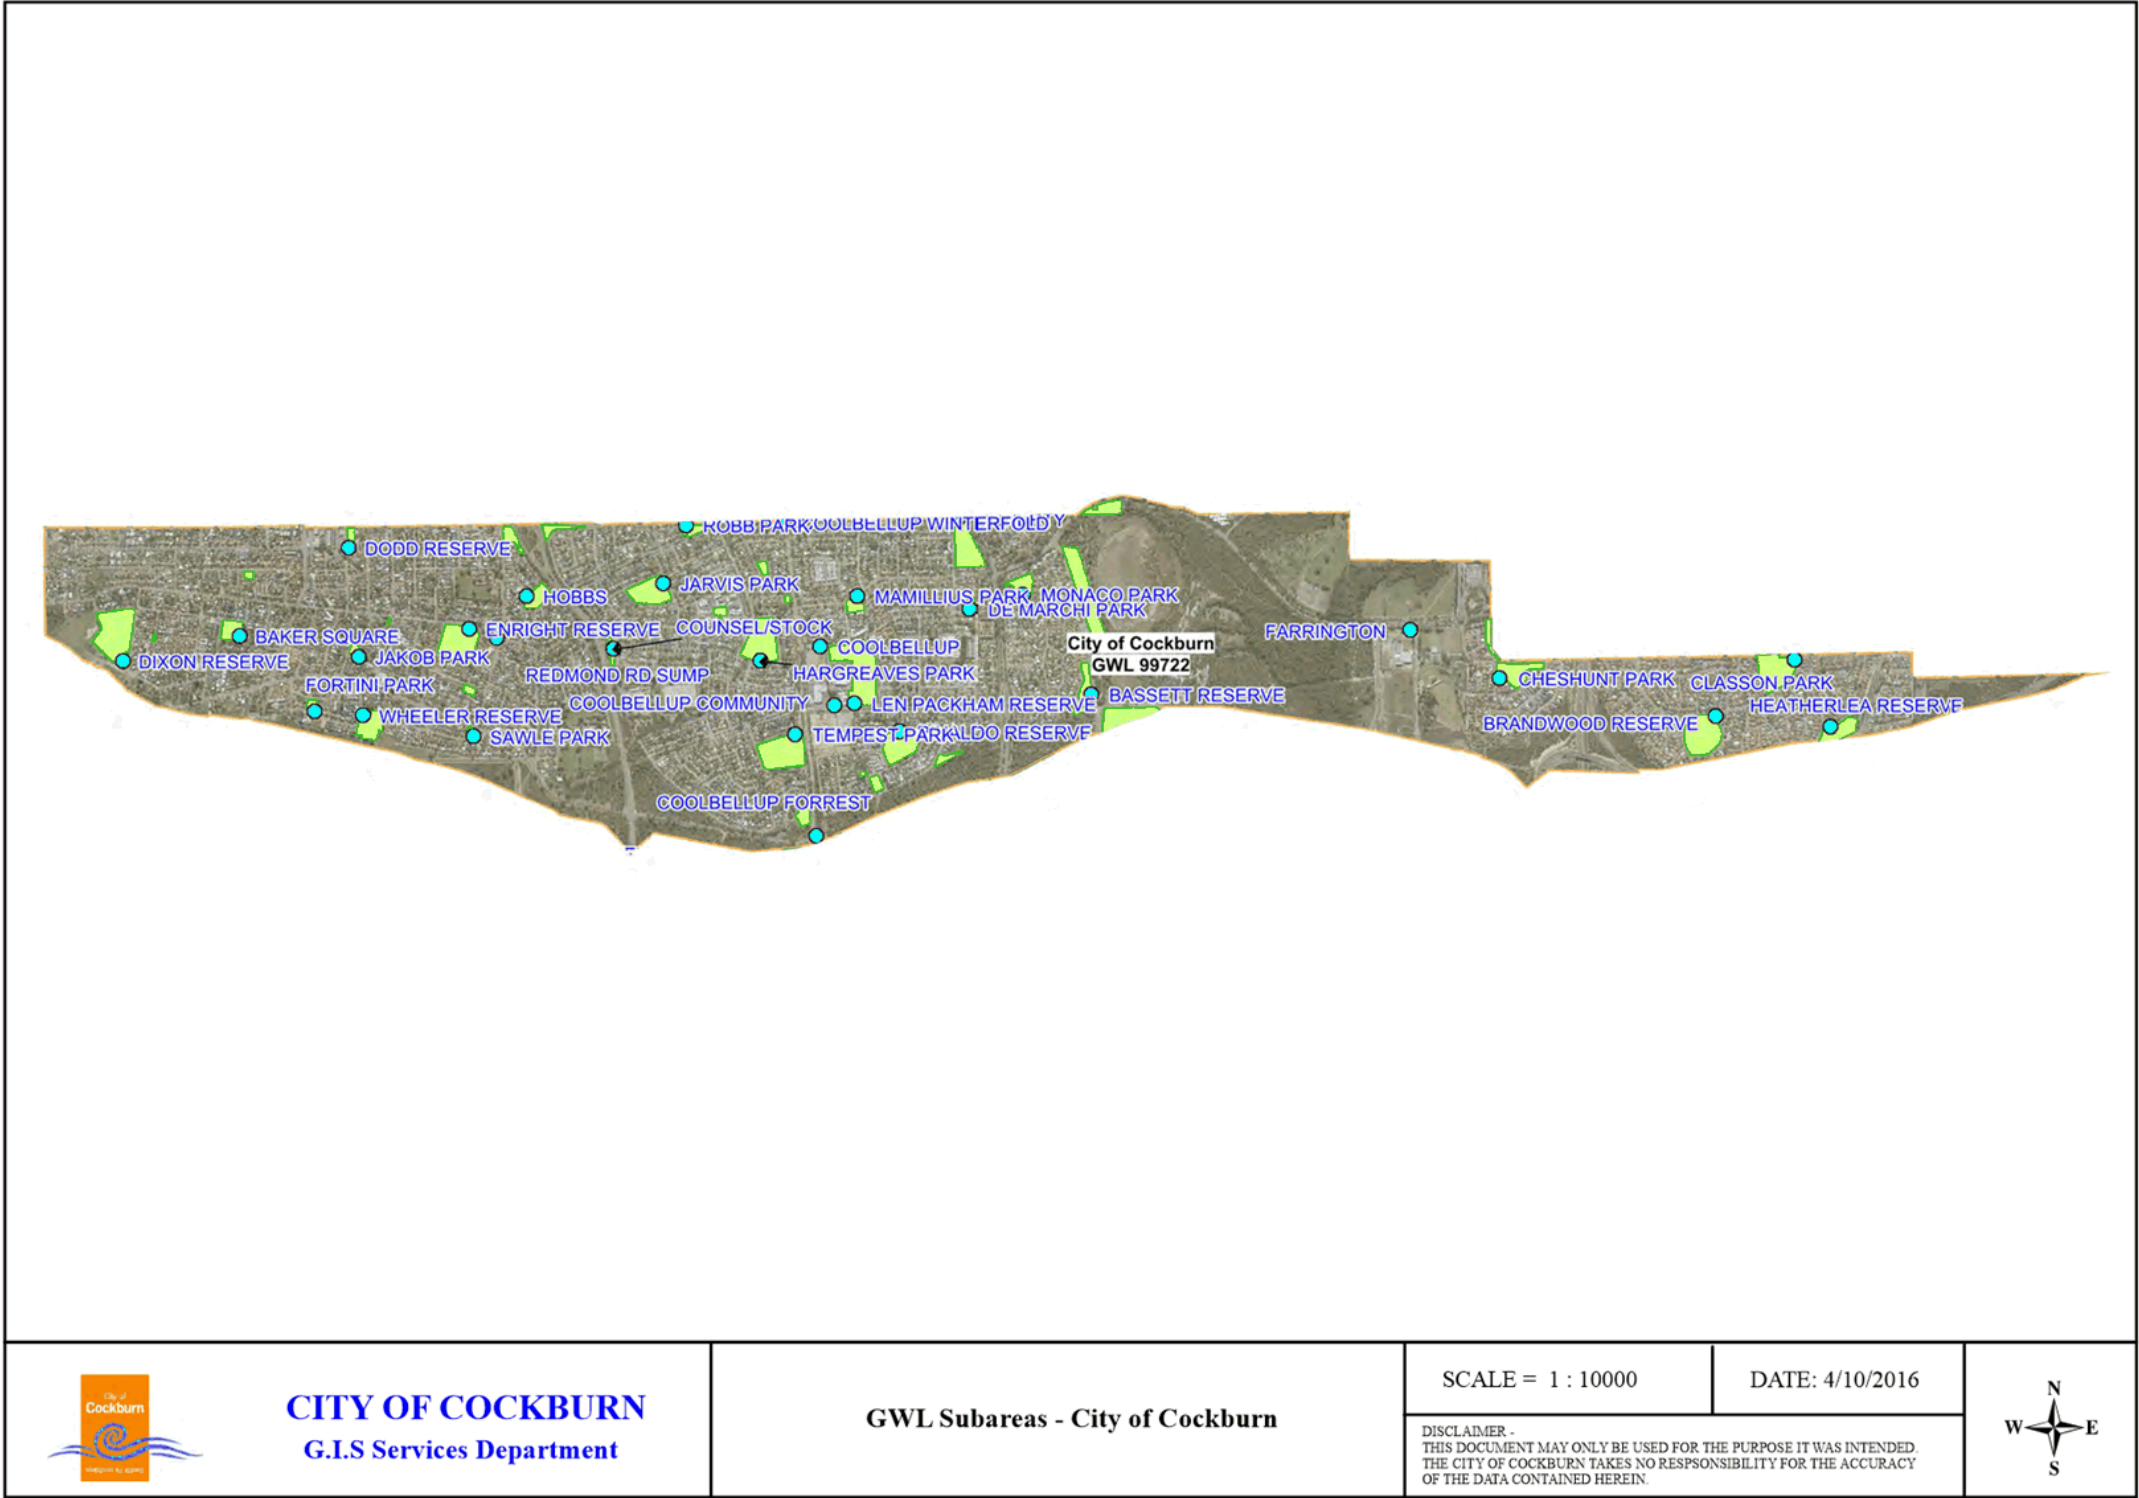 ROBB PARK
COOLBELLUP WINTERFOLD
DODD RESERVE
JARVIS PARK
HOBBS
MAMILLIUS PARK
MONACO PARK
DE MARCHI PARK
ENRIGHT RESERVE
COUNSEL/STOCK
BAKER SQUARE
FARRINGTON
City of Cockburn
GWL 99722
COOLBELLUP
JAKOB PARK
DIXON RESERVE
REDMOND RD SUMP
HARGREAVES PARK
CHESHUNT PARK
CLASSON PARK
FORTINI PARK
BASSETT RESERVE
COOLBELLUP COMMUNITY
LEN PACKHAM RESERVE
HEATHERLEA RESERVE
WHEELER RESERVE
BRANDWOOD RESERVE
SAWLE PARK
TEMPEST PARK
RESERVE
COOLBELLUP FORREST
City of
Cockburn
CITY OF COCKBURN
G.I.S Services Department
GWL Subareas - City of Cockburn
SCALE = 1 : 10000
DATE: 4/10/2016
DISCLAIMER -
THIS DOCUMENT MAY ONLY BE USED FOR THE PURPOSE IT WAS INTENDED.
THE CITY OF COCKBURN TAKES NO RESPSONSIBILITY FOR THE ACCURACY
OF THE DATA CONTAINED HEREIN.
N
W E
S